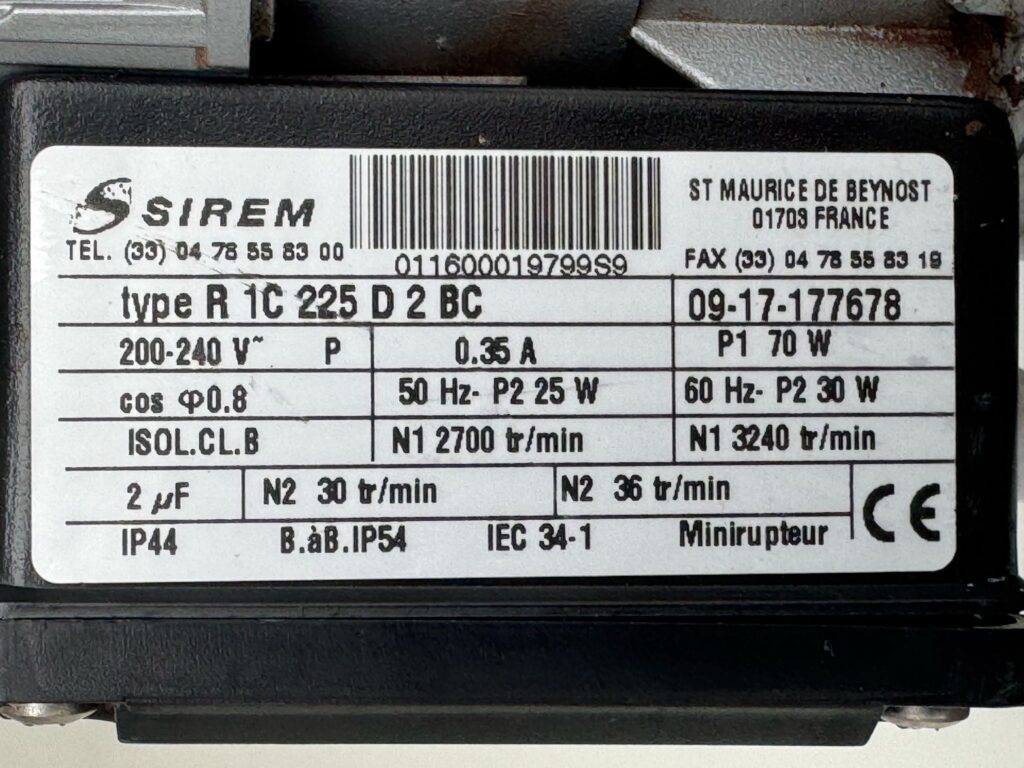 SIREM
TEL. (33) 04 78 55 83 00
011600019799S9
ST MAURICE DE BEYNOST
01703 FRANCE
FAX (33) 04 78 55 83 19
type R 1C 225 D 2 BC 09-17-177678
200-240 V~ P 0.35 A P1 70 W
cos φ0.8 50 Hz- P2 25 W 60 Hz- P2 30 W
ISOL.CL.B N1 2700 tr/min N1 3240 tr/min
2 µF N2 30 tr/min N2 36 tr/min CE
IP44 B.àB.IP54 IEC 34-1 Minirupteur